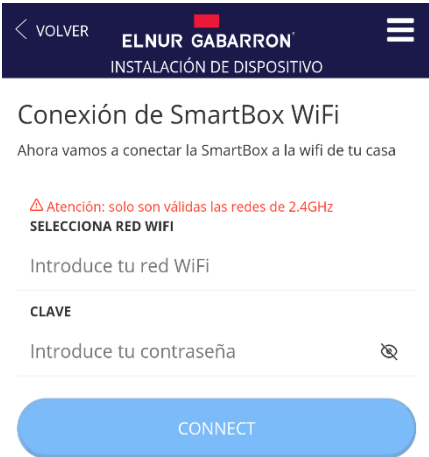 VOLVER
ELNUR GABARRON
INSTALACIÓN DE DISPOSITIVO
Conexión de SmartBox WiFi
Ahora vamos a conectar la SmartBox a la wifi de tu casa
Atención: solo son válidas las redes de 2.4GHz
SELECCIONA RED WIFI
Introduce tu red WiFi
CLAVE
Introduce tu contraseña
CONNECT